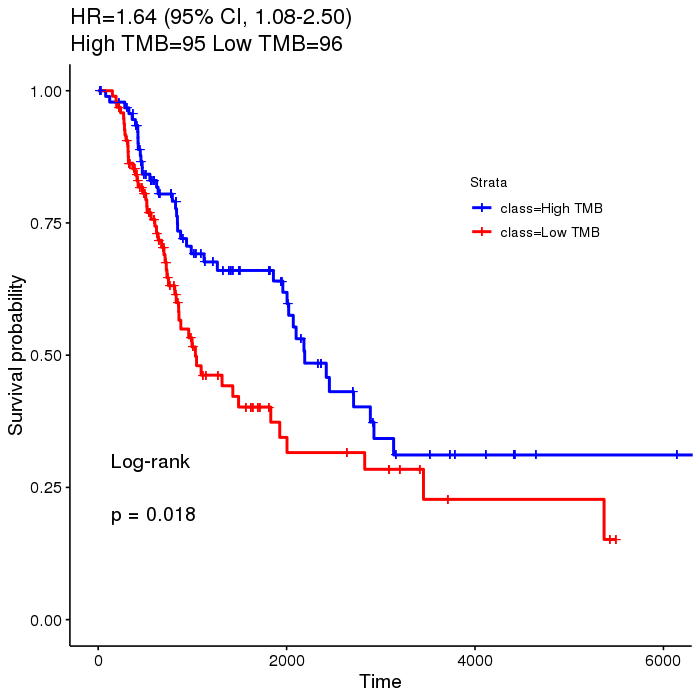 HR=1.64 (95% CI, 1.08-2.50)
High TMB=95 Low TMB=96
1.00
0.75
0.50
0.25
0.00
Survival probability
Strata
class=High TMB
class=Low TMB
Log-rank
p = 0.018
0
2000
4000
6000
Time